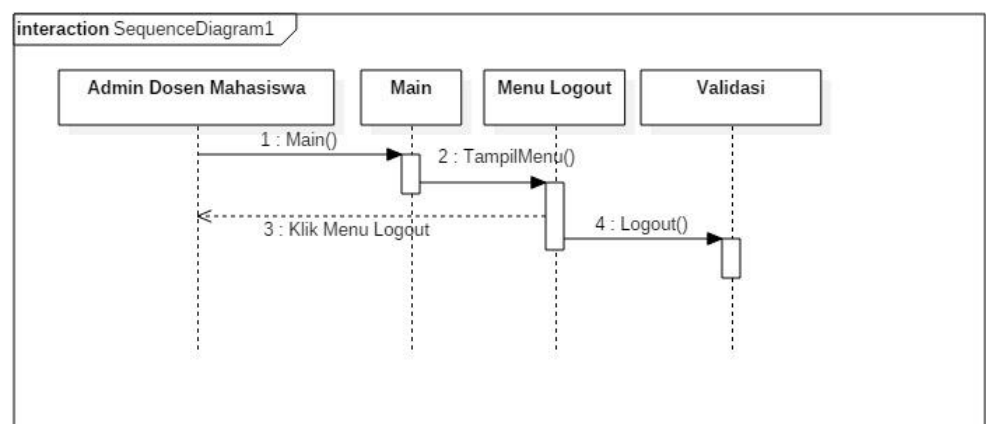 interaction SequenceDiagram1
Admin Dosen Mahasiswa
Main
Menu Logout
Validasi
1 : Main()
2 : TampilMenu()
3 : Klik Menu Logout
4 : Logout()